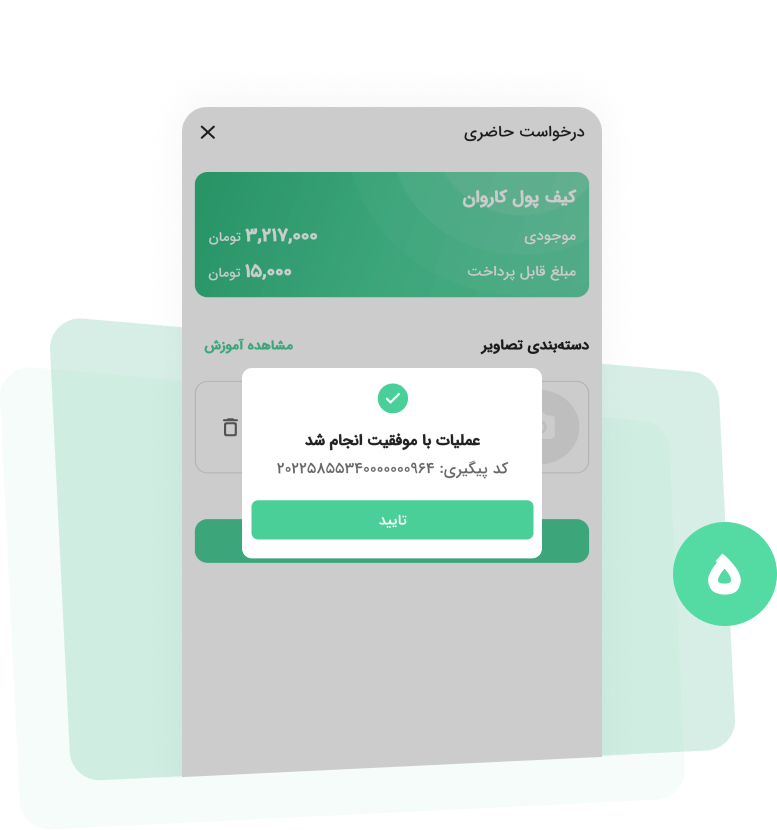 درخواست حاضری
کیف پول کاروان
موجودی ۳,۲۱۷,۰۰۰ تومان
مبلغ قابل پرداخت ۱۵,۰۰۰ تومان
دسته‌بندی تصاویر مشاهده آموزش
عملیات با موفقیت انجام شد
کد پیگیری: ۲۰۲۲۵۸۵۵۳۴۰۰۰۰۰۰۰۹۶۴
تایید
۵